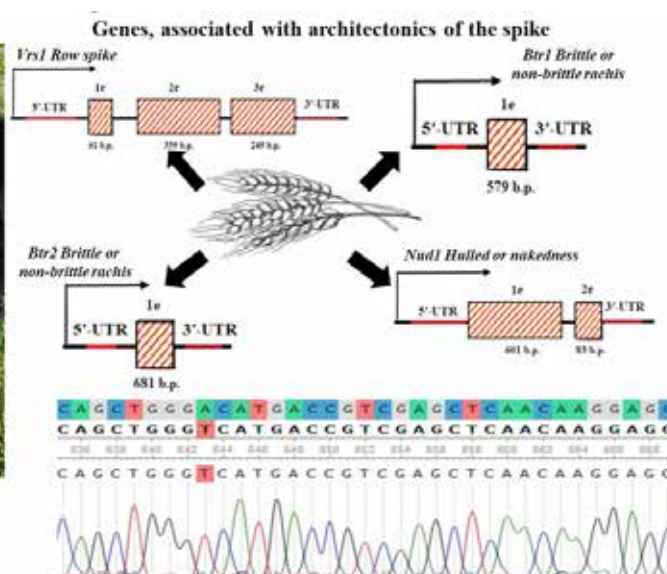 Genes, associated with architectonics of the spike
Vrs1 Row spike
1e 2e 3e
5'-UTR 3'-UTR
Btr1 Brittle or
non-brittle rachis
1e
5'-UTR 3'-UTR
579 b.p.
Btr2 Brittle or
non-brittle rachis
1e
5'-UTR 3'-UTR
681 b.p.
Nud1 Hulled or nakedness
1e 2e
5'-UTR 3'-UTR
601 b.p. 83 b.p.
CAGCTGGGACATGACCGTCGAGCTCAACAAGGAG
CAGCTGGGTCATGACCGTCGAGCTCAACAAGGAG
CAGCTGGGTCATGACCGTCGAGCTCAACAAGGAG